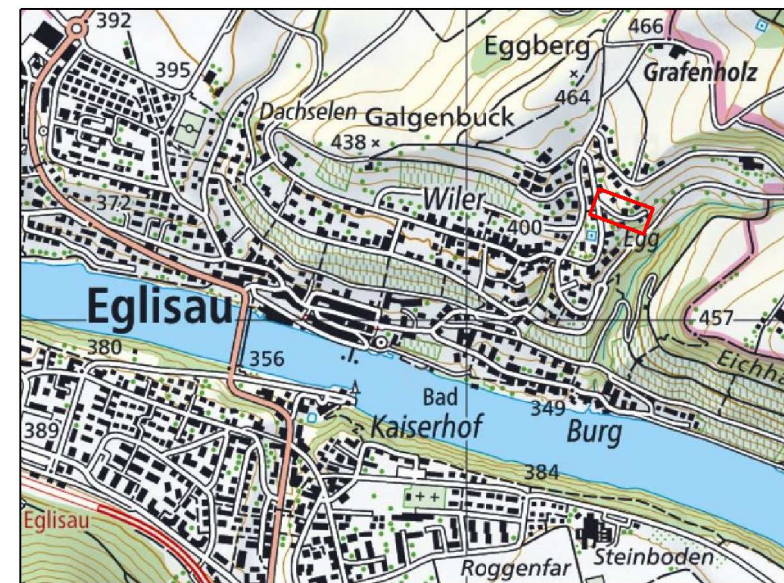 392
466
Eggberg
Grafenholz
395
464
Dachselen
Galgenbuck
438
Wiler
372
400
Egg
Eglisau
457
380
356
Eichha
Bad
Kaiserhof
349
Burg
389
384
Eglisau
Roggenfar
Steinboden